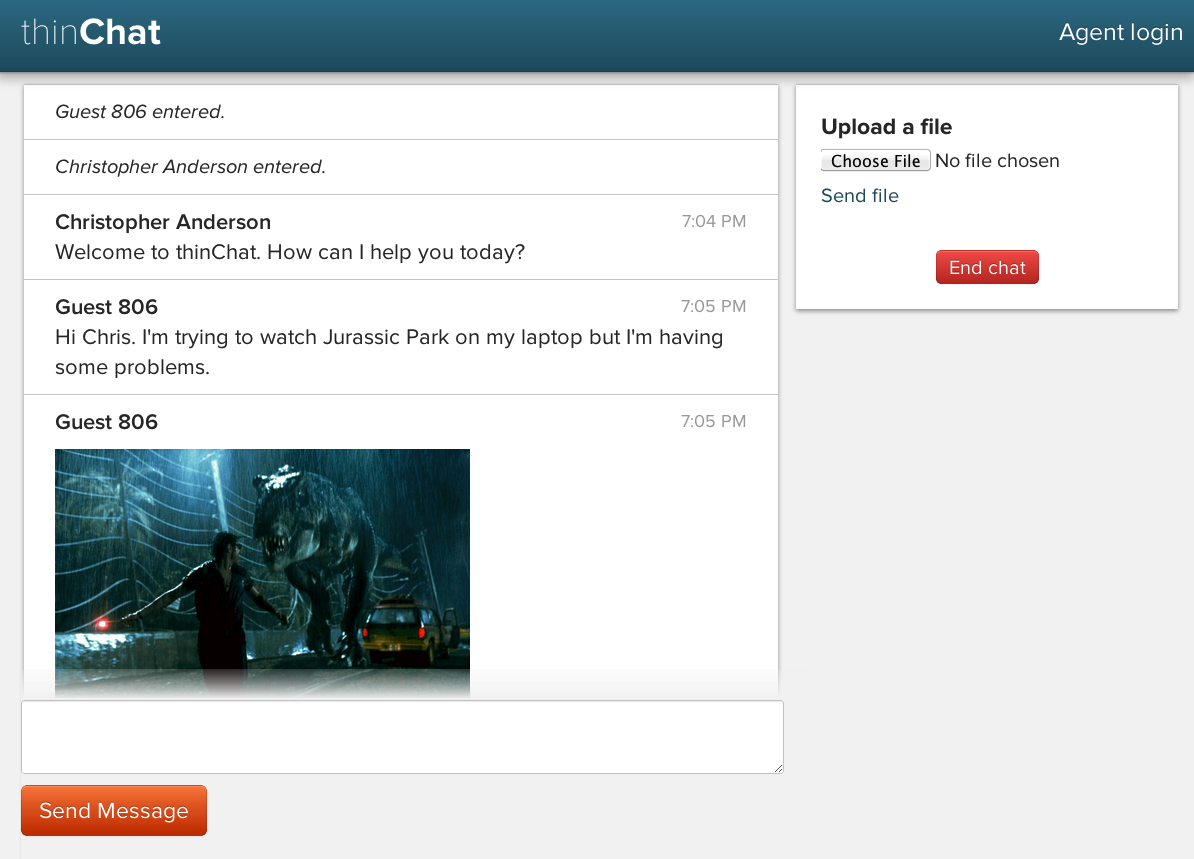 thinChat
Agent login
Guest 806 entered.
Christopher Anderson entered.
Christopher Anderson
7:04 PM
Welcome to thinChat. How can I help you today?
Guest 806
7:05 PM
Hi Chris. I'm trying to watch Jurassic Park on my laptop but I'm having
some problems.
Guest 806
7:05 PM
Send Message
Upload a file
Choose File No file chosen
Send file
End chat